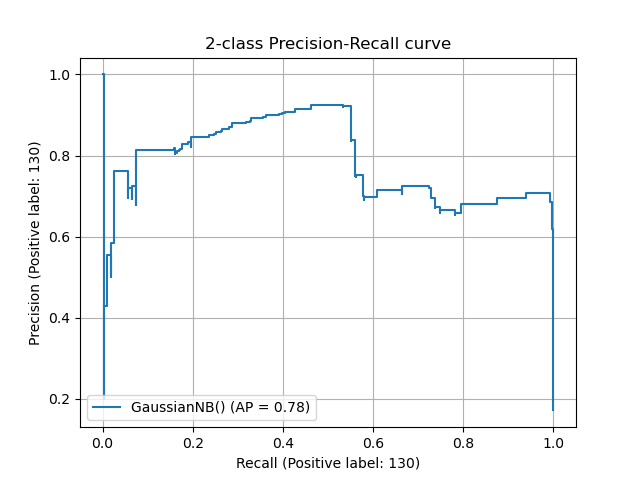 2-class Precision-Recall curve
Precision (Positive label: 130)
1.0
0.8
0.6
0.4
0.2
GaussianNB() (AP = 0.78)
0.0 0.2 0.4 0.6 0.8 1.0
Recall (Positive label: 130)